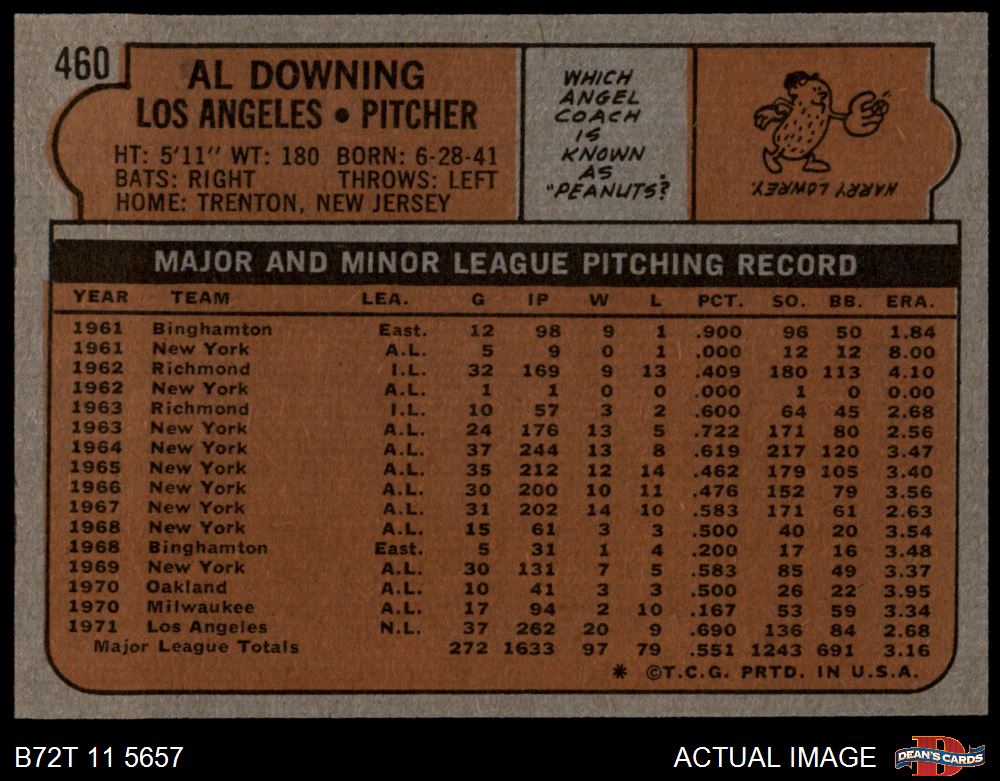 460
AL DOWNING
LOS ANGELES • PITCHER
HT: 5'11" WT: 180 BORN: 6-28-41
BATS: RIGHT THROWS: LEFT
HOME: TRENTON, NEW JERSEY
WHICH
ANGEL
COACH
IS
KNOWN
AS
"PEANUTS?
HARRY LOWREY.
MAJOR AND MINOR LEAGUE PITCHING RECORD
YEAR TEAM LEA. G IP W L PCT. SO. BB. ERA.
1961 Binghamton East. 12 98 9 1 .900 96 50 1.84
1961 New York A.L. 5 9 0 1 .000 12 12 8.00
1962 Richmond I.L. 32 169 9 13 .409 180 113 4.10
1962 New York A.L. 1 1 0 0 .000 1 0 0.00
1963 Richmond I.L. 10 57 3 2 .600 64 45 2.68
1963 New York A.L. 24 176 13 5 .722 171 80 2.56
1964 New York A.L. 37 244 13 8 .619 217 120 3.47
1965 New York A.L. 35 212 12 14 .462 179 105 3.40
1966 New York A.L. 30 200 10 11 .476 152 79 3.56
1967 New York A.L. 31 202 14 10 .583 171 61 2.63
1968 New York A.L. 15 61 3 3 .500 40 20 3.54
1968 Binghamton East. 5 31 1 4 .200 17 16 3.48
1969 New York A.L. 30 131 7 5 .583 85 49 3.37
1970 Oakland A.L. 10 41 3 3 .500 26 22 3.95
1970 Milwaukee A.L. 17 94 2 10 .167 53 59 3.34
1971 Los Angeles N.L. 37 262 20 9 .690 136 84 2.68
Major League Totals 272 1633 97 79 .551 1243 691 3.16
* ©T.C.G. PRTD. IN U.S.A.
B72T 11 5657
ACTUAL IMAGE
D
DEAN'S CARDS